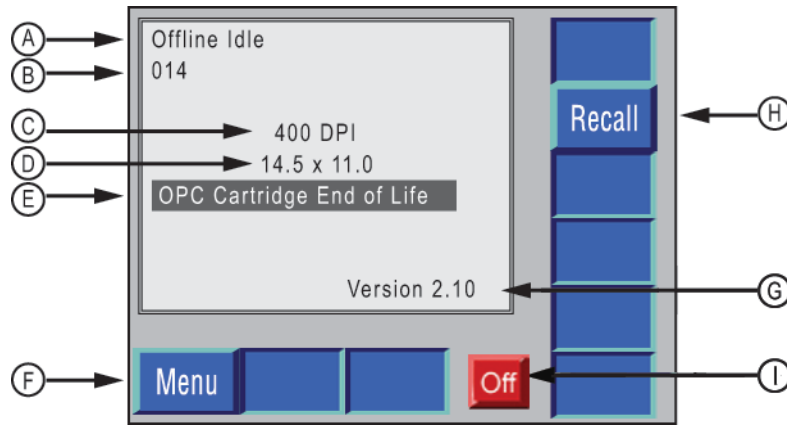 A
Offline Idle
B
014
C
400 DPI
D
14.5 x 11.0
E
OPC Cartridge End of Life
Recall
H
Version 2.10
G
F
Menu
Off
I